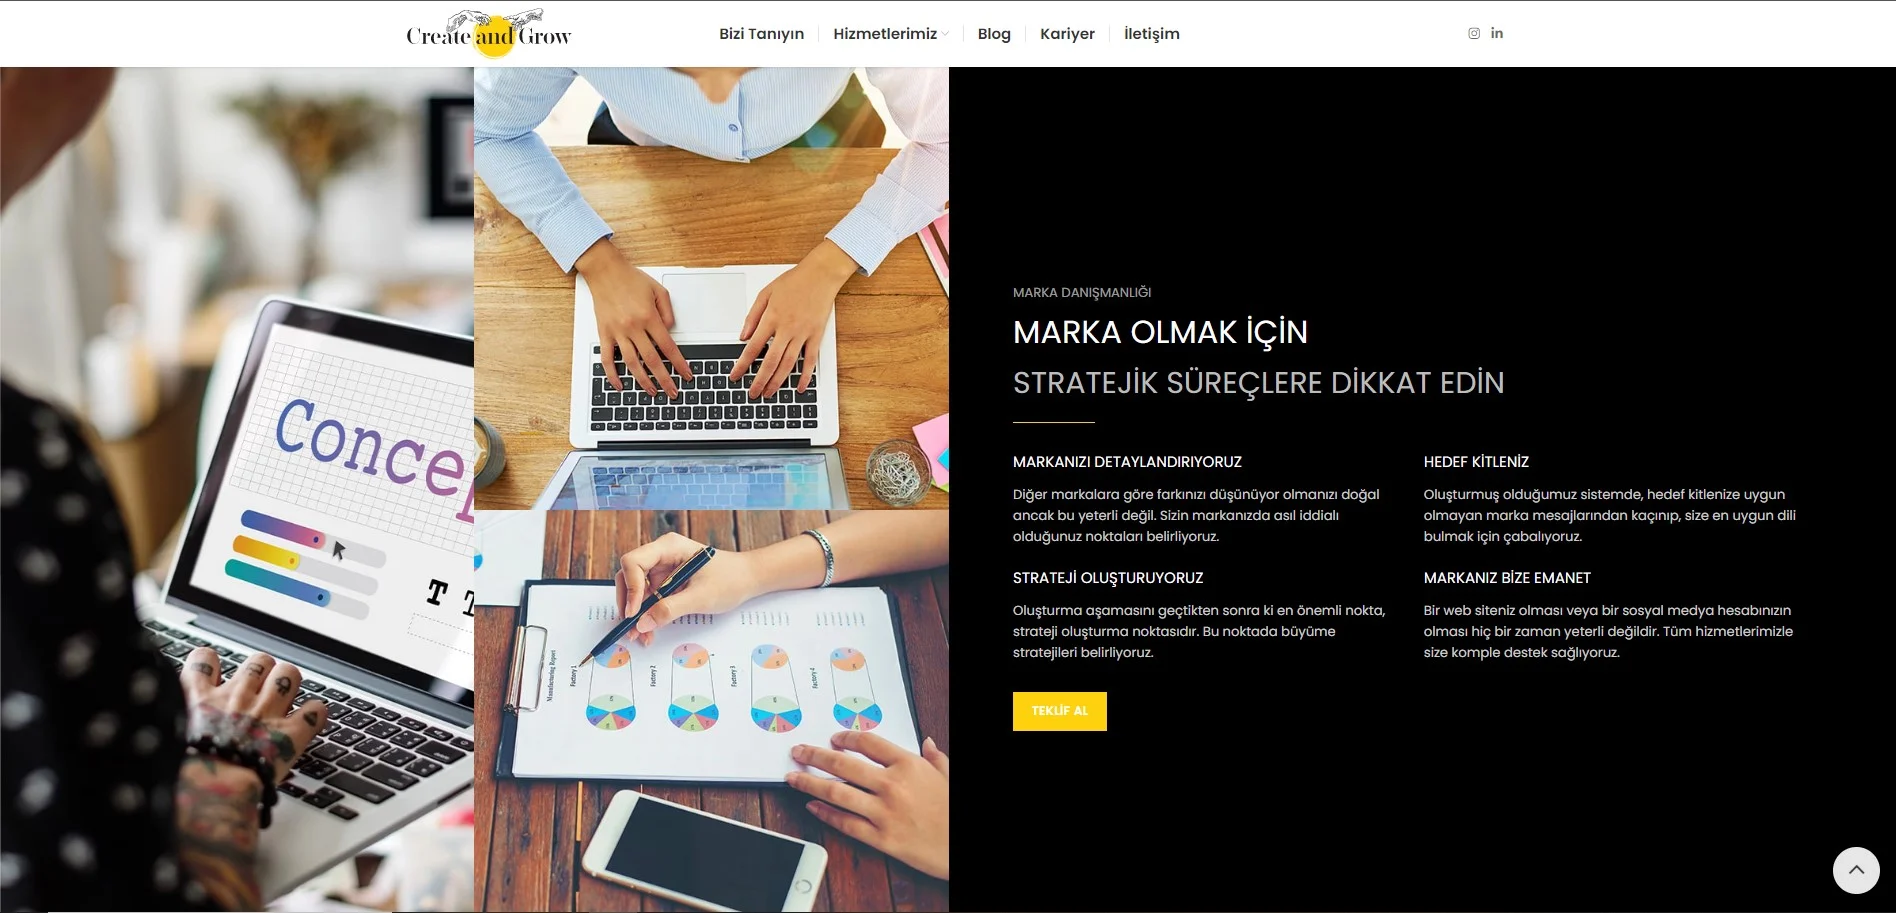 Create and Grow
Bizi Tanıyın
Hizmetlerimiz
Blog
Kariyer
İletişim
in
Concep
T T
Manufacturing Report
Factory 1
Factory 2
Factory 3
Factory 4
MARKA DANIŞMANLIĞI
MARKA OLMAK İÇİN
STRATEJİK SÜREÇLERE DİKKAT EDİN
MARKANIZI DETAYLANDIRIYORUZ
Diğer markalara göre farkınızı düşünüyor olmanızı doğal
ancak bu yeterli değil. Sizin markanızda asıl iddialı
olduğunuz noktaları belirliyoruz.
HEDEF KİTLENİZ
Oluşturmuş olduğumuz sistemde, hedef kitlenize uygun
olmayan marka mesajlarından kaçınıp, size en uygun dili
bulmak için çabalıyoruz.
STRATEJİ OLUŞTURUYORUZ
Oluşturma aşamasını geçtikten sonra ki en önemli nokta,
strateji oluşturma noktasıdır. Bu noktada büyüme
stratejileri belirliyoruz.
MARKANIZ BİZE EMANET
Bir web siteniz olması veya bir sosyal medya hesabınızın
olması hiç bir zaman yeterli değildir. Tüm hizmetlerimizle
size komple destek sağlıyoruz.
TEKLİF AL